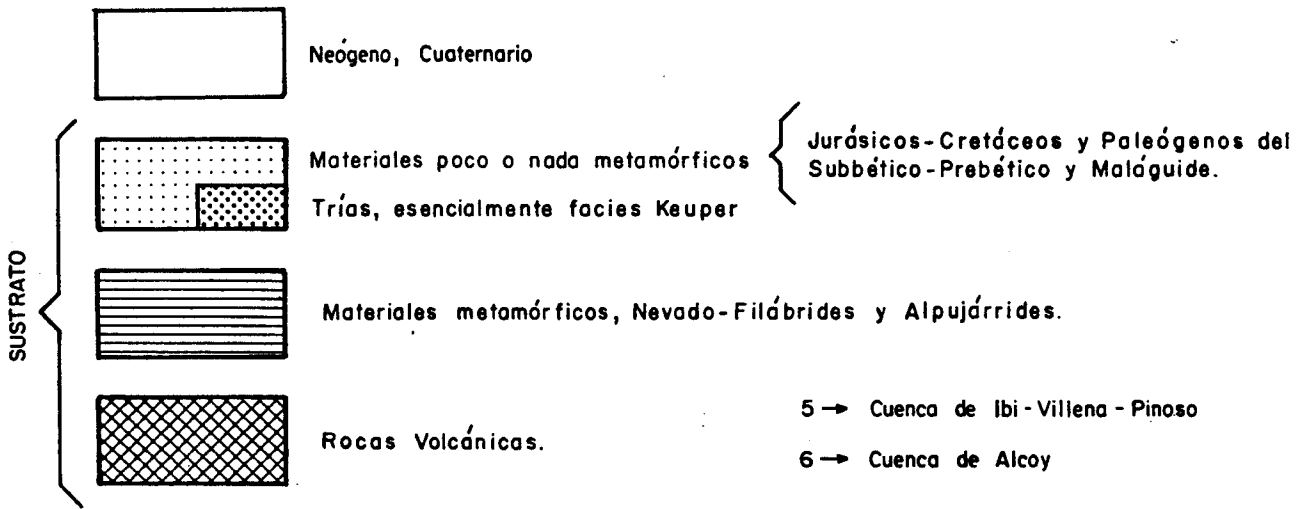 Neógeno, Cuaternario
SUSTRATO
Materiales poco o nada metamórficos
Jurásicos-Cretáceos y Paleógenos del
Subbético-Prebético y Maláguide.
Trías, esencialmente facies Keuper
Materiales metamórficos, Nevado-Filábrides y Alpujárrides.
Rocas Volcánicas.
5 → Cuenca de Ibi-Villena-Pinoso
6 → Cuenca de Alcoy